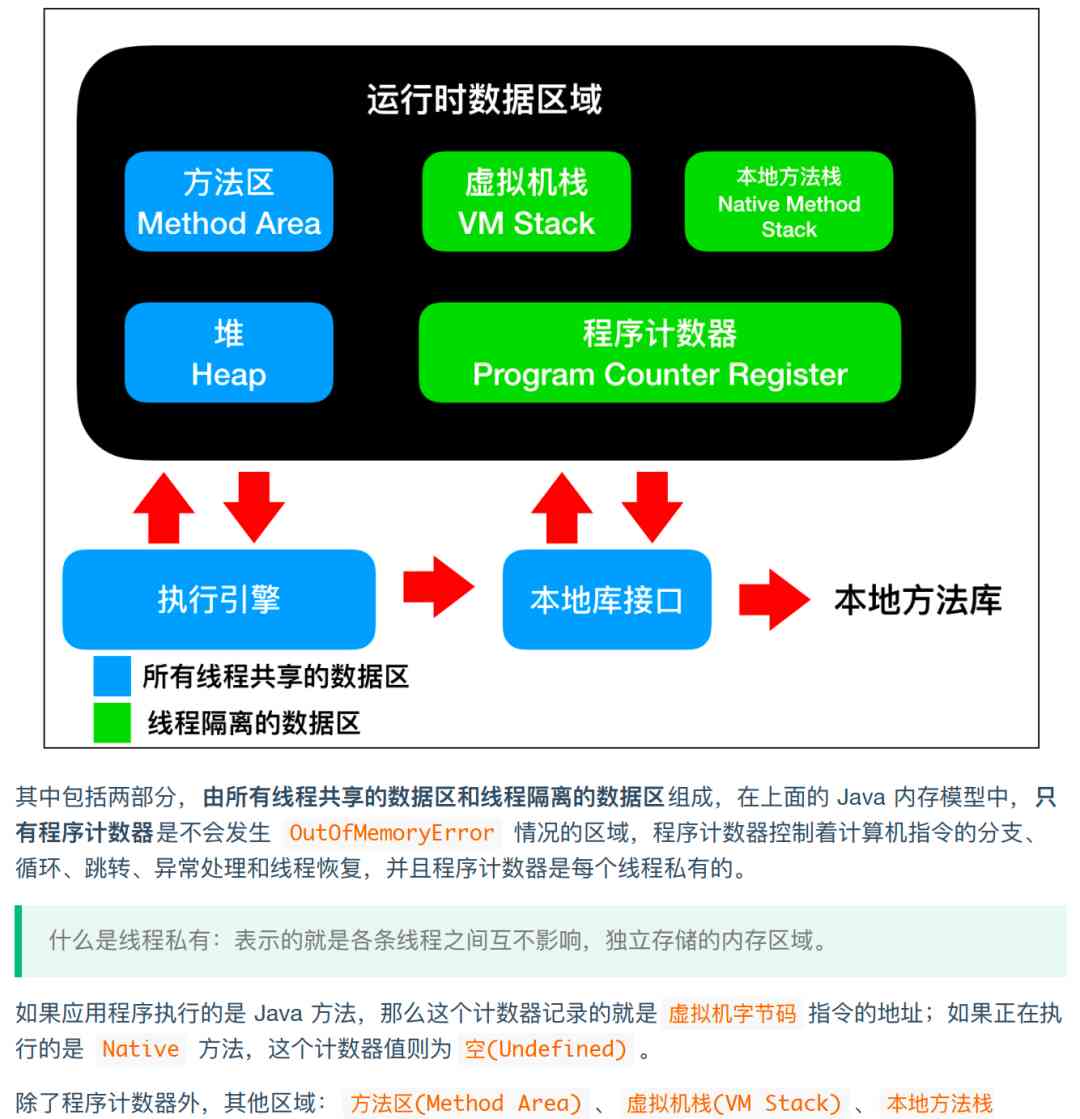 运行时数据区域
方法区
Method Area
虚拟机栈
VM Stack
本地方法栈
Native Method
Stack
堆
Heap
程序计数器
Program Counter Register
执行引擎
本地库接口
本地方法库
所有线程共享的数据区
线程隔离的数据区
其中包括两部分，由所有线程共享的数据区和线程隔离的数据区组成，在上面的 Java 内存模型中，只
有程序计数器是不会发生 OutOfMemoryError 情况的区域，程序计数器控制着计算机指令的分支、
循环、跳转、异常处理和线程恢复，并且程序计数器是每个线程私有的。
什么是线程私有：表示的就是各条线程之间互不影响，独立存储的内存区域。
如果应用程序执行的是 Java 方法，那么这个计数器记录的就是 虚拟机字节码 指令的地址；如果正在执
行的是 Native 方法，这个计数器值则为 空(Undefined) 。
除了程序计数器外，其他区域： 方法区(Method Area) 、 虚拟机栈(VM Stack) 、 本地方法栈